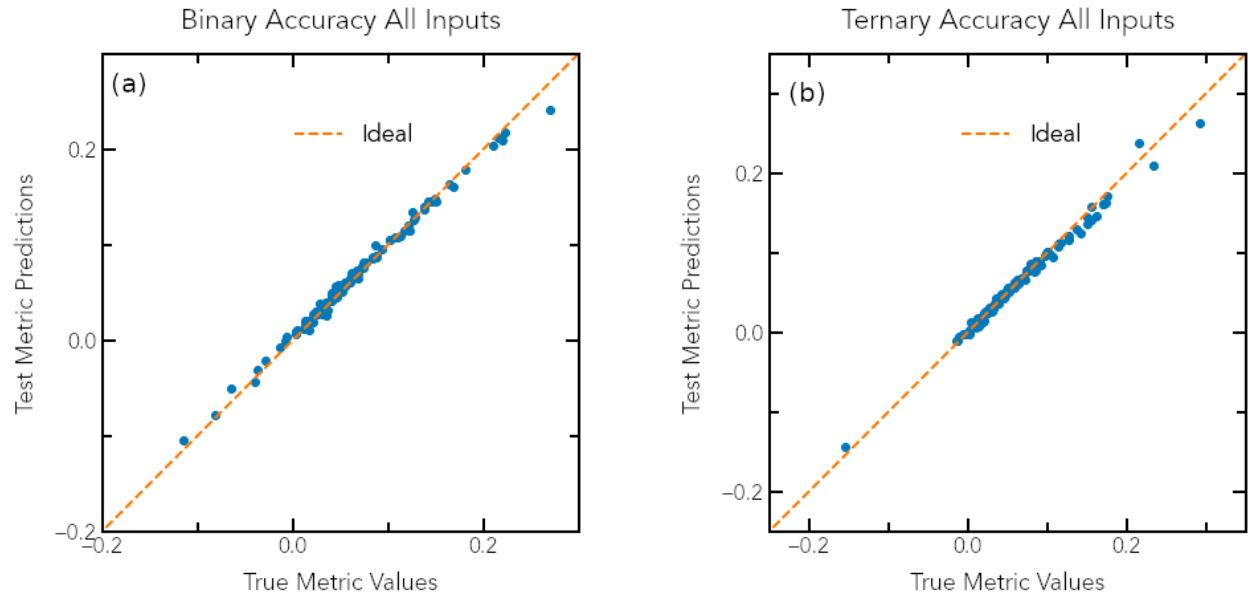 Binary Accuracy All Inputs
(a)
Ideal
0.2
0.0
−0.2
−0.2
0.0
0.2
Test Metric Predictions
True Metric Values
Ternary Accuracy All Inputs
(b)
Ideal
0.2
0.0
−0.2
−0.2
0.0
0.2
Test Metric Predictions
True Metric Values